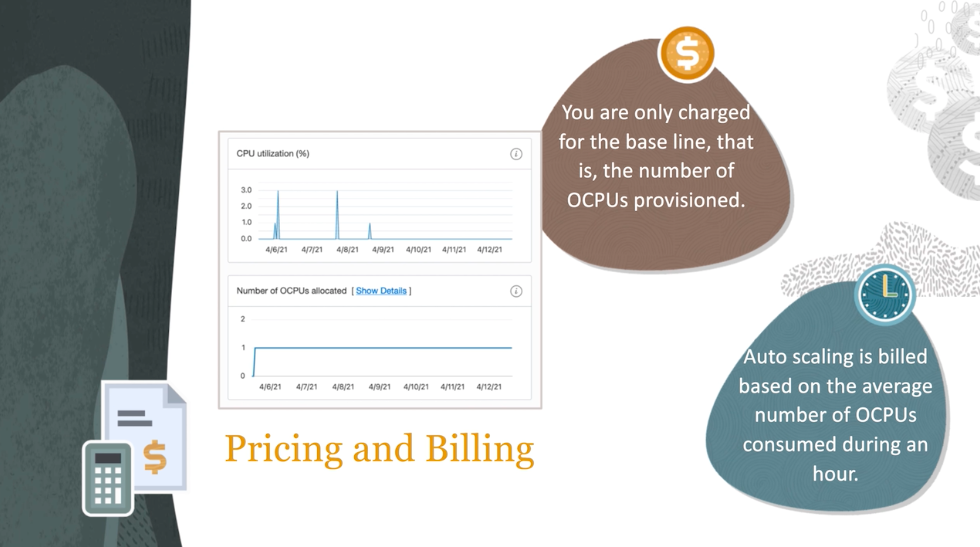 You are only charged
for the base line, that
is, the number of
OCPUs provisioned.
CPU utilization (%)
3.0
2.0
1.0
0.0
4/6/21 4/7/21 4/8/21 4/9/21 4/10/21 4/11/21 4/12/21
Number of OCPUs allocated [ Show Details ]
2
1
0
4/6/21 4/7/21 4/8/21 4/9/21 4/10/21 4/11/21 4/12/21
Auto scaling is billed
based on the average
number of OCPUs
consumed during an
hour.
Pricing and Billing